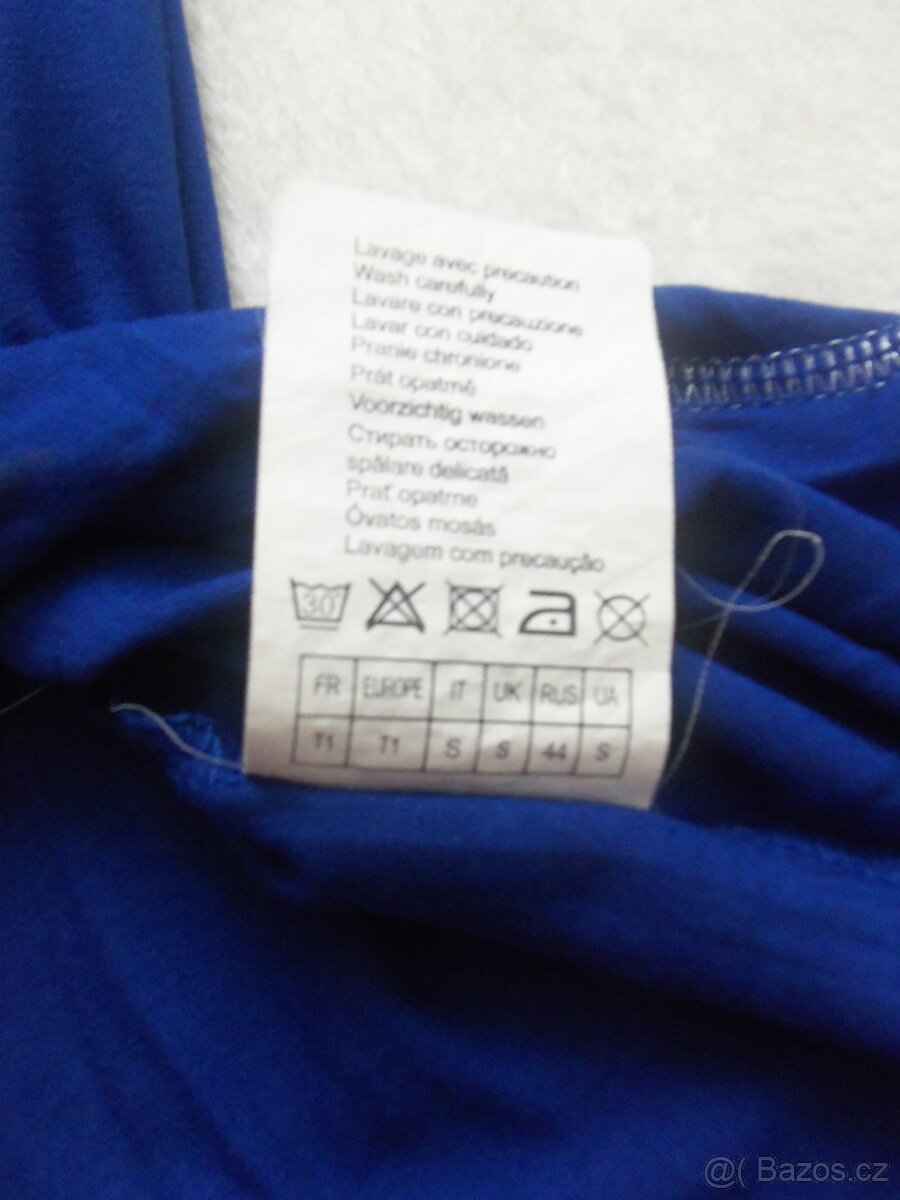 Lavage avec precaution
Wash carefully
Lavare con precauzione
Lavar con cuidado
Pranie chronione
Prát opatrně
Voorzichtig wassen
Стирать осторожно
spălare delicată
Prať opatrne
Óvatos mosás
Lavagem com precaução
30°
FR EUROPE IT UK RUS UA
T1 T1 S S 44 S
@( Bazos.cz